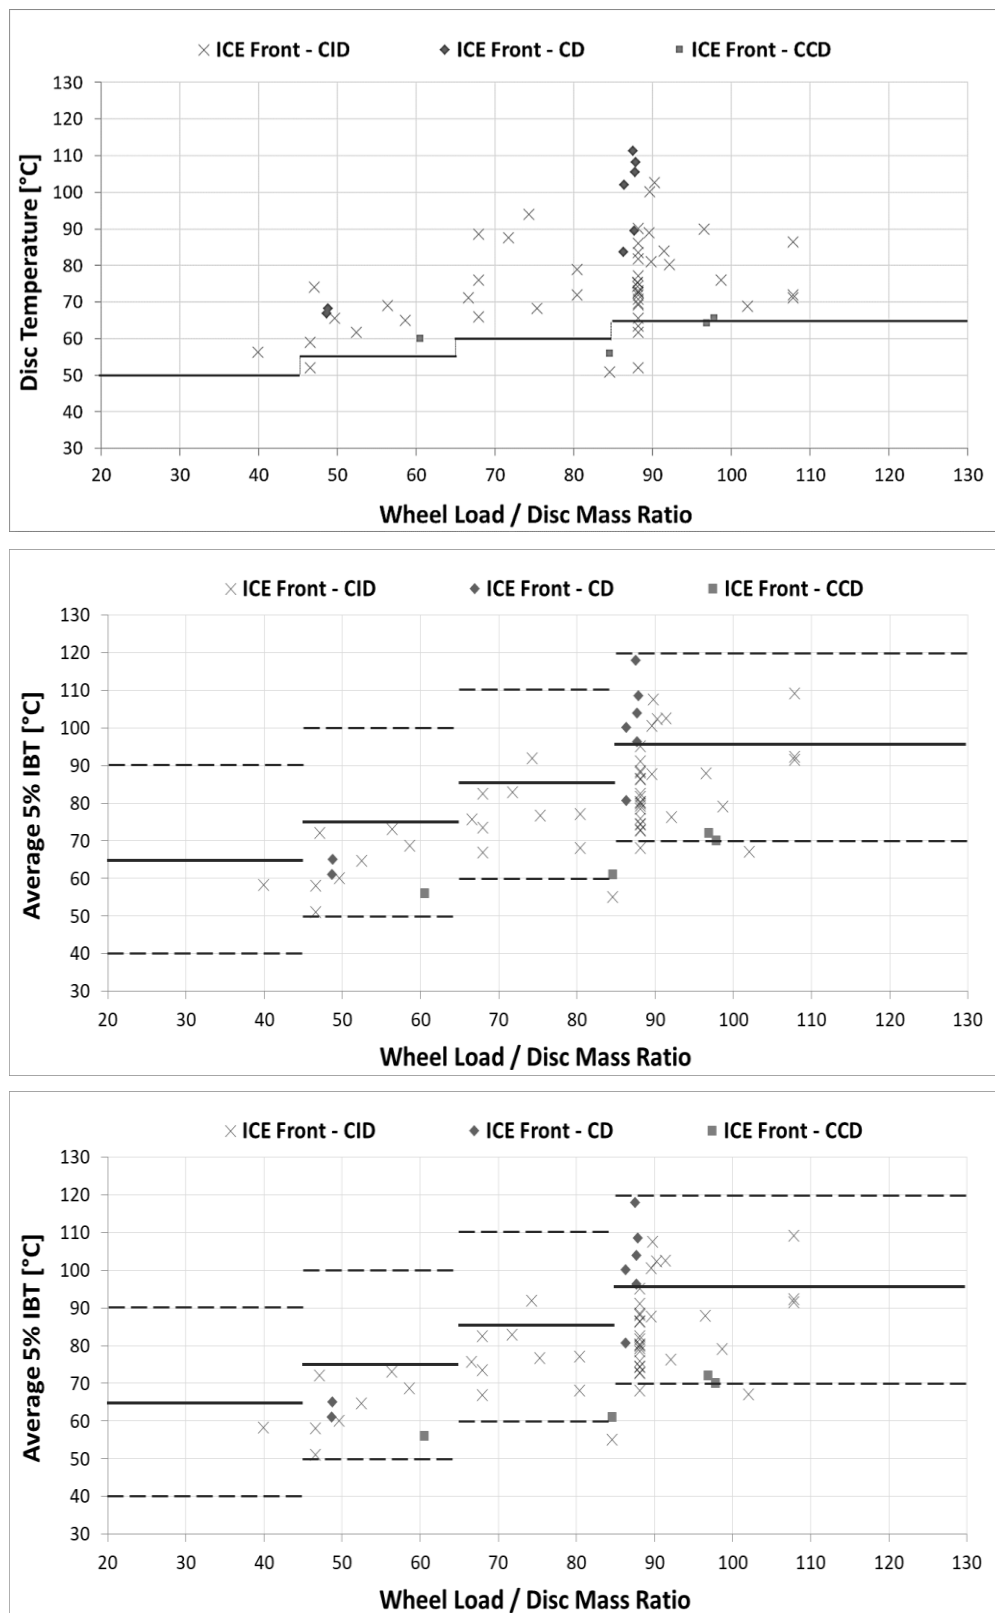 ICE Front - CID ICE Front - CD ICE Front - CCD
130
120
110
100
90
80
70
60
50
40
30
Disc Temperature [°C]
20 30 40 50 60 70 80 90 100 110 120 130
Wheel Load / Disc Mass Ratio
ICE Front - CID ICE Front - CD ICE Front - CCD
130
120
110
100
90
80
70
60
50
40
30
Average 5% IBT [°C]
20 30 40 50 60 70 80 90 100 110 120 130
Wheel Load / Disc Mass Ratio
ICE Front - CID ICE Front - CD ICE Front - CCD
130
120
110
100
90
80
70
60
50
40
30
Average 5% IBT [°C]
20 30 40 50 60 70 80 90 100 110 120 130
Wheel Load / Disc Mass Ratio